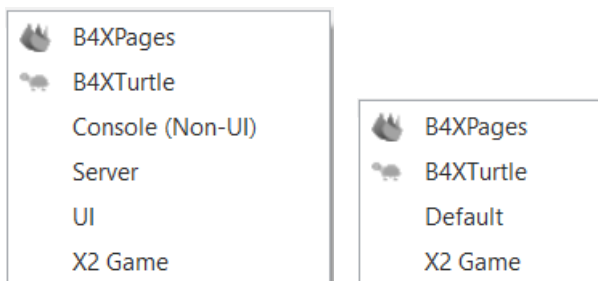 B4XPages
B4XTurtle
Console (Non-UI)
Server
UI
X2 Game
B4XPages
B4XTurtle
Default
X2 Game